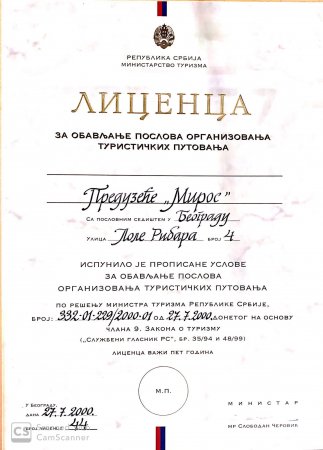 РЕПУБЛИКА СРБИЈА
МИНИСТАРСТВО ТУРИЗМА
ЛИЦЕНЦА
ЗА ОБАВЉАЊЕ ПОСЛОВА ОРГАНИЗОВАЊА
ТУРИСТИЧКИХ ПУТОВАЊА
Предузеће „Мирос"
СА ПОСЛОВНИМ СЕДИШТЕМ У Београду
УЛИЦА Лоле Рибара БРОЈ 4
ИСПУНИЛО ЈЕ ПРОПИСАНЕ УСЛОВЕ
ЗА ОБАВЉАЊЕ ПОСЛОВА
ОРГАНИЗОВАЊА ТУРИСТИЧКИХ ПУТОВАЊА
ПО РЕШЕЊУ МИНИСТРА ТУРИЗМА РЕПУБЛИКЕ СРБИЈЕ,
БРОЈ: 332-01-229/2000-01 ОД 27.7.2000. ДОНЕТОГ НА ОСНОВУ
ЧЛАНА 9. ЗАКОНА О ТУРИЗМУ
(„СЛУЖБЕНИ ГЛАСНИК РС", БР. 35/94 И 48/99)
ЛИЦЕНЦА ВАЖИ ПЕТ ГОДИНА
М.П.
У БЕОГРАДУ,
ДАНА 27.7.2000.
БРОЈ ЛИЦЕНЦЕ 44
МИНИСТАР
МР СЛОБОДАН ЧЕРОВИЋ
CS
CamScanner